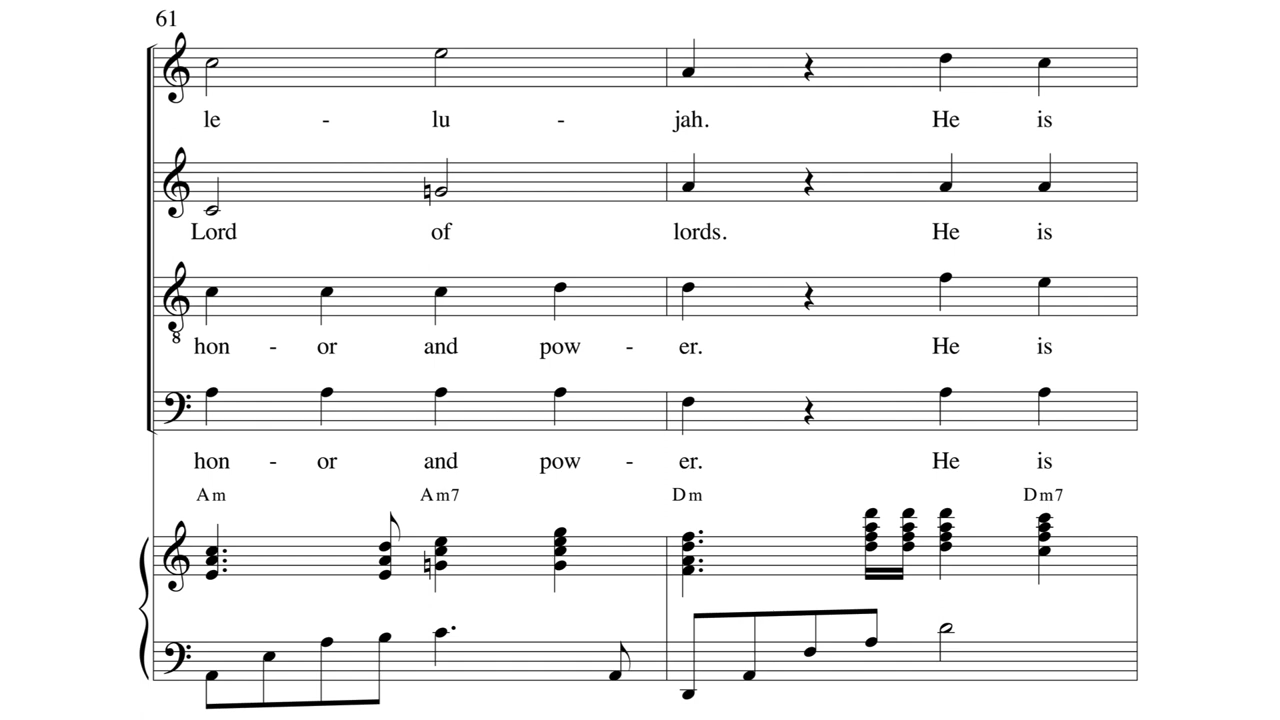 61
le - lu - jah. He is
Lord of lords. He is
8
hon - or and pow - er. He is
hon - or and pow - er. He is
Am Am7 Dm Dm7